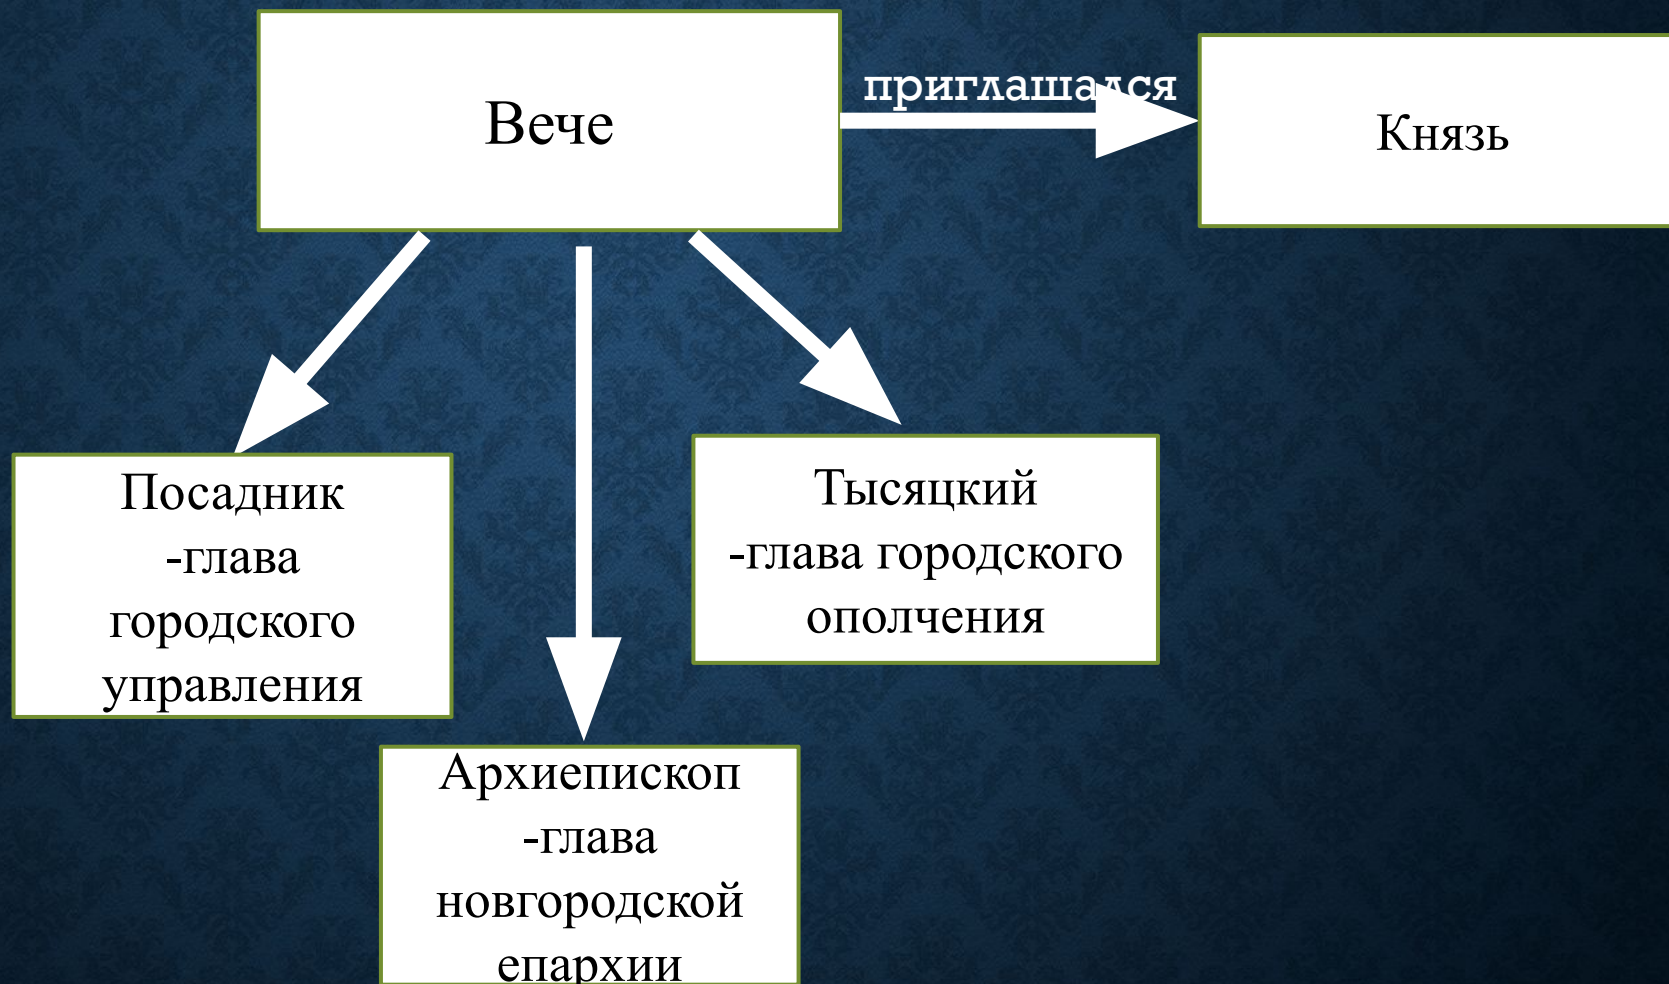 Вече
приглашался
Князь
Посадник
-глава
городского
управления
Тысяцкий
-глава городского
ополчения
Архиепископ
-глава
новгородской
епархии